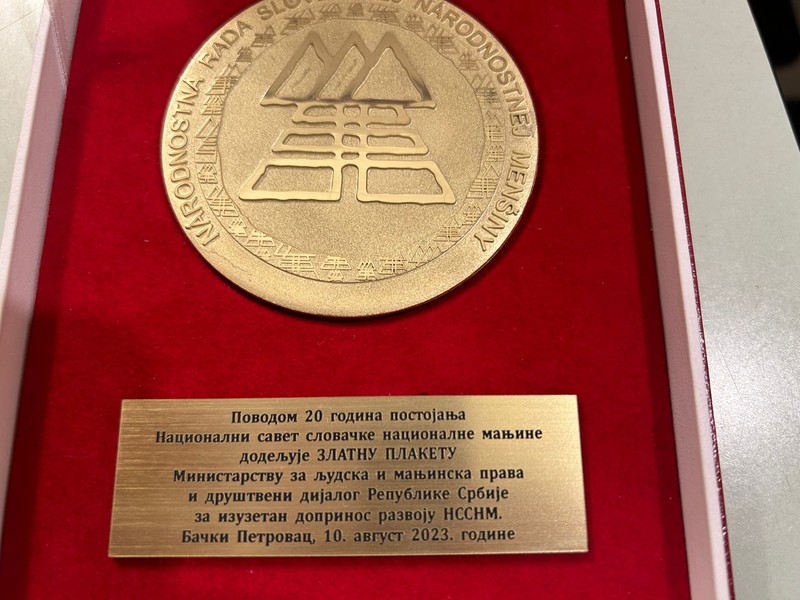 NÁRODNOSTNÁ RADA NÁRODNOSTNEJ MENŠINY
Поводом 20 година постојања
Национални савет словачке националне мањине
додељује ЗЛАТНУ ПЛАКЕТУ
Министарству за људска и мањинска права
и друштвени дијалог Републике Србије
за изузетан допринос развоју НССНМ.
Бачки Петровац, 10. август 2023. године